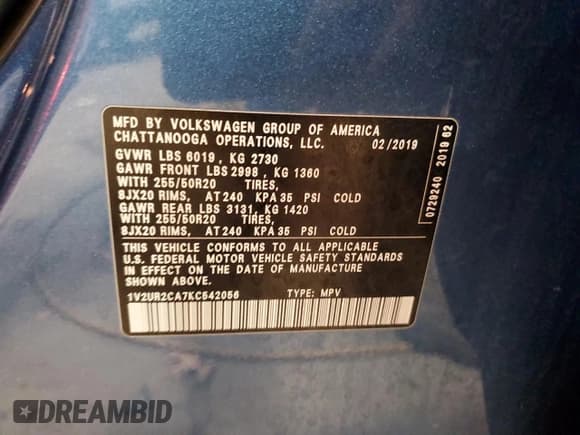 MFD BY VOLKSWAGEN GROUP OF AMERICA
CHATTANOOGA OPERATIONS, LLC. 02/2019
GVWR LBS 6019, KG 2730
GAWR FRONT LBS 2998, KG 1360
WITH 255/50R20 TIRES,
8JX20 RIMS, AT 240 KPA 35 PSI COLD
GAWR REAR LBS 3131, KG 1420
WITH 255/50R20 TIRES,
8JX20 RIMS, AT 240 KPA 35 PSI COLD
THIS VEHICLE CONFORMS TO ALL APPLICABLE
U.S. FEDERAL MOTOR VEHICLE SAFETY STANDARDS
IN EFFECT ON THE DATE OF MANUFACTURE
SHOWN ABOVE.
1V2UR2CA7KC542056 TYPE: MPV
0729240 2019 62
DREAMBID